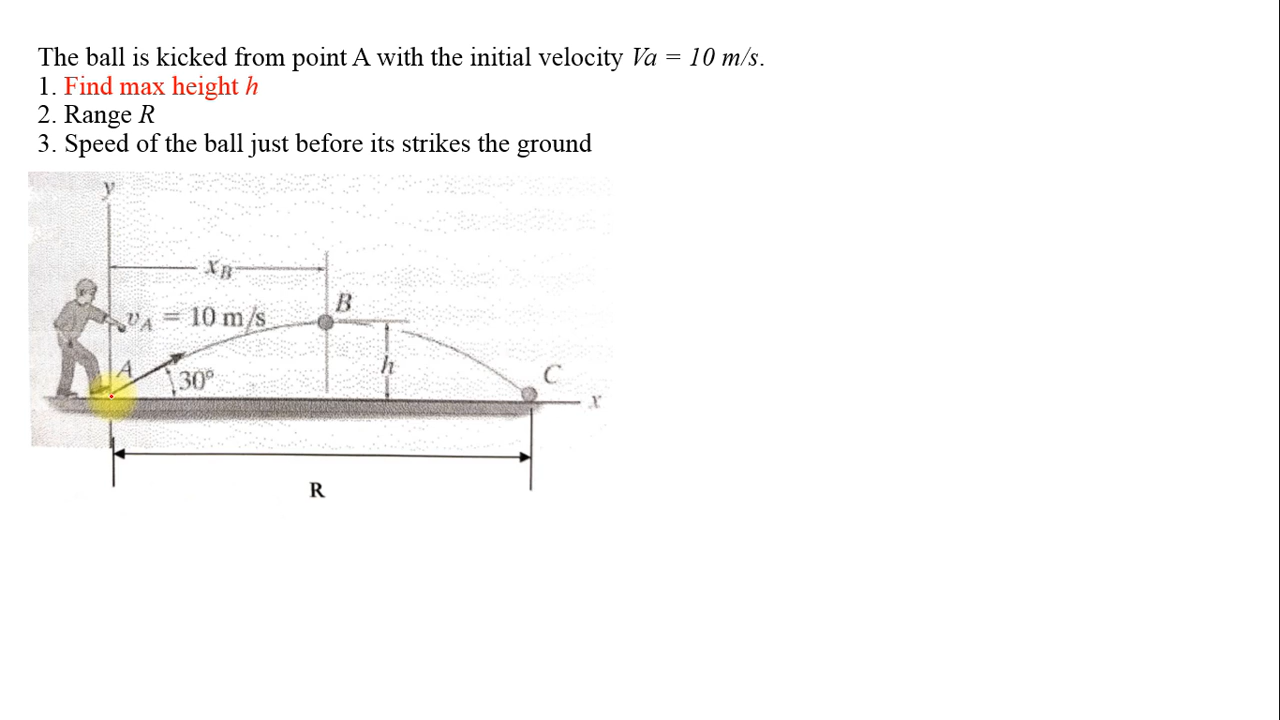 The ball is kicked from point A with the initial velocity Va = 10 m/s.
1. Find max height h
2. Range R
3. Speed of the ball just before its strikes the ground
y
xB
B
vA = 10 m/s
A
30°
h
C
x
R